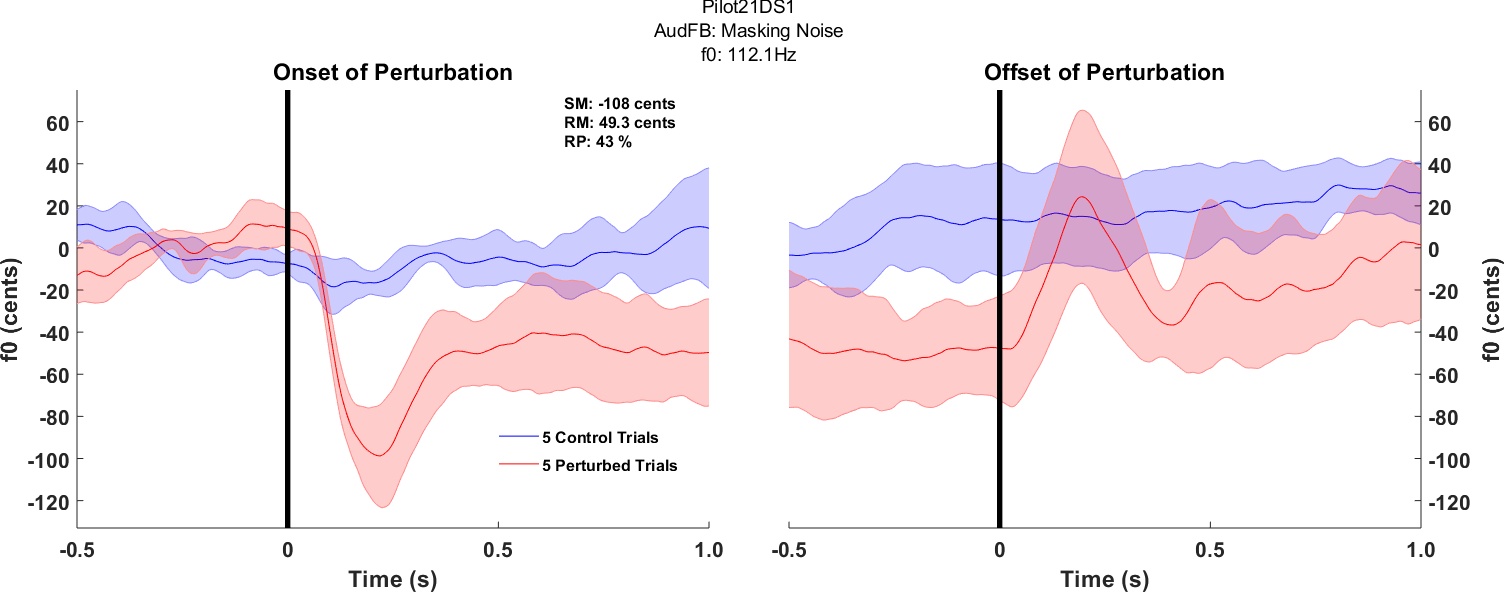 Pilot21DS1
AudFB: Masking Noise
f0: 112.1Hz
Onset of Perturbation
SM: -108 cents
RM: 49.3 cents
RP: 43 %
60
40
20
0
-20
-40
-60
-80
-100
-120
f0 (cents)
5 Control Trials
5 Perturbed Trials
-0.5 0 0.5 1.0
Time (s)
Offset of Perturbation
60
40
20
0
-20
-40
-60
-80
-100
-120
f0 (cents)
-0.5 0 0.5 1.0
Time (s)